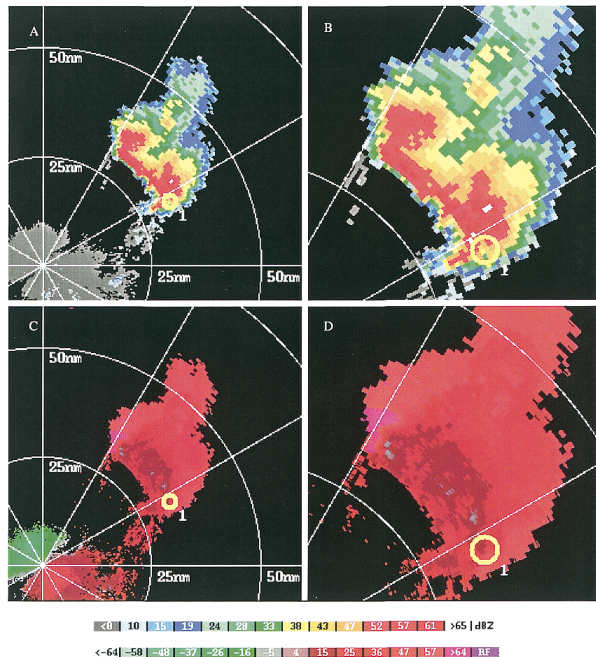 A
B
50nm
25nm
1
1
25nm
50nm
C
D
50nm
25nm
1
1
25nm
50nm
<8 10 15 19 24 28 33 38 43 47 52 57 61 >65 dBZ
<-64 -58 -48 -37 -26 -16 -5 4 15 25 36 47 57 >64 RF